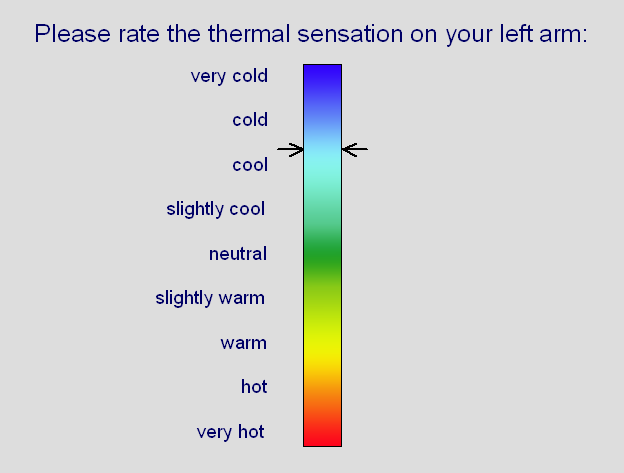 Please rate the thermal sensation on your left arm:
very cold
cold
cool
slightly cool
neutral
slightly warm
warm
hot
very hot